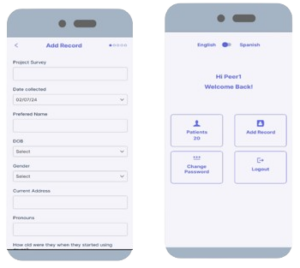 Add Record
Project Survey
Date collected
02/07/24
Prefered Name
DOB
Select
Gender
Select
Current Address
Pronouns
How old were they when they started using
English Spanish
Hi Peer1
Welcome Back!
Patients
20
Add Record
Change
Password
Logout